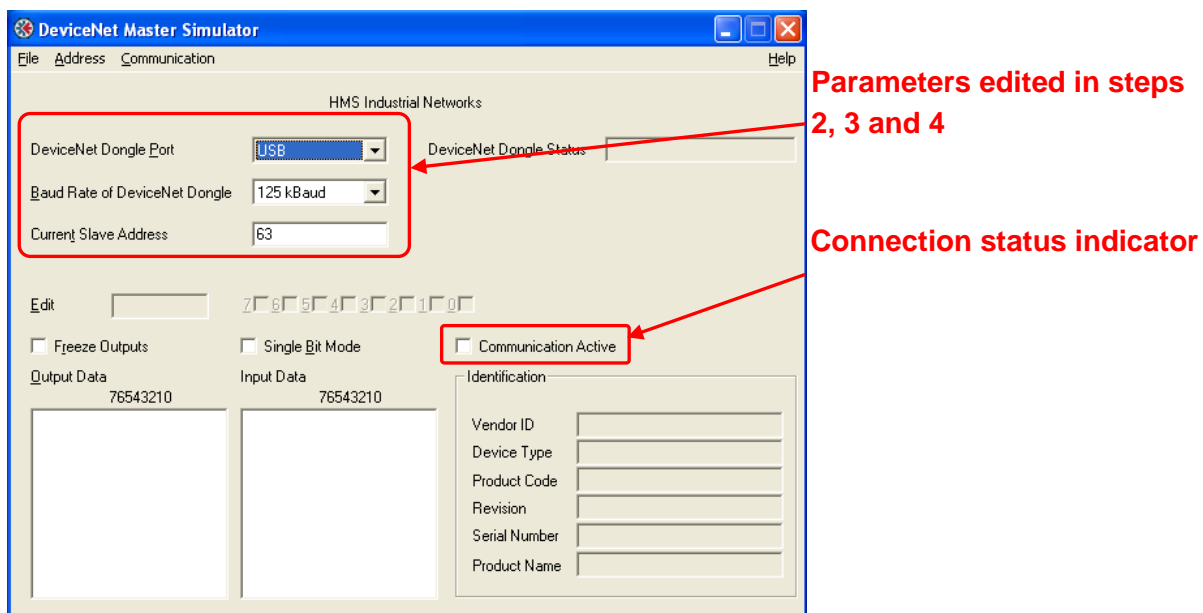 DeviceNet Master Simulator
File Address Communication Help
HMS Industrial Networks
Parameters edited in steps
2, 3 and 4
DeviceNet Dongle Port USB DeviceNet Dongle Status
Baud Rate of DeviceNet Dongle 125 kBaud
Current Slave Address 63
Connection status indicator
Edit 7 6 5 4 3 2 1 0
Freeze Outputs Single Bit Mode Communication Active
Output Data Input Data Identification
76543210 76543210
Vendor ID
Device Type
Product Code
Revision
Serial Number
Product Name